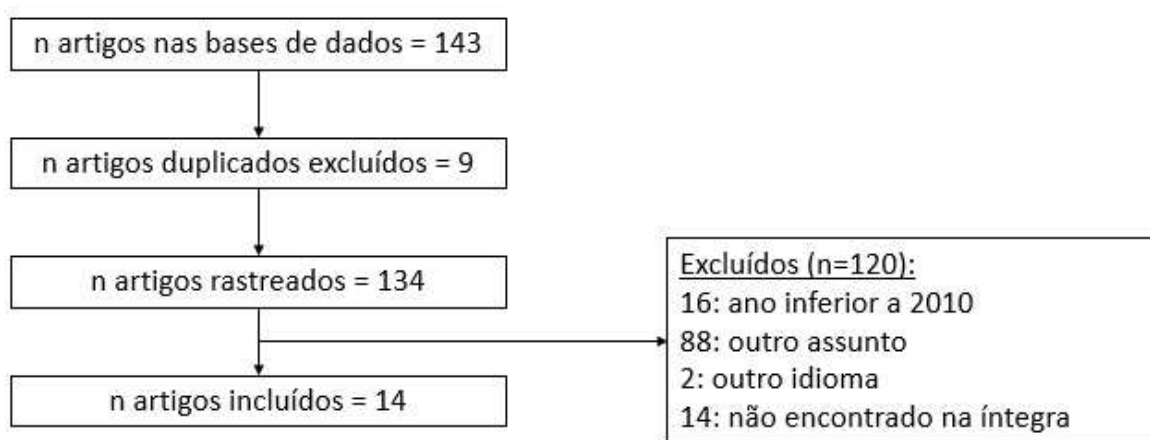 n artigos nas bases de dados = 143
n artigos duplicados excluídos = 9
n artigos rastreados = 134
Excluídos (n=120):
16: ano inferior a 2010
88: outro assunto
2: outro idioma
14: não encontrado na íntegra
n artigos incluídos = 14